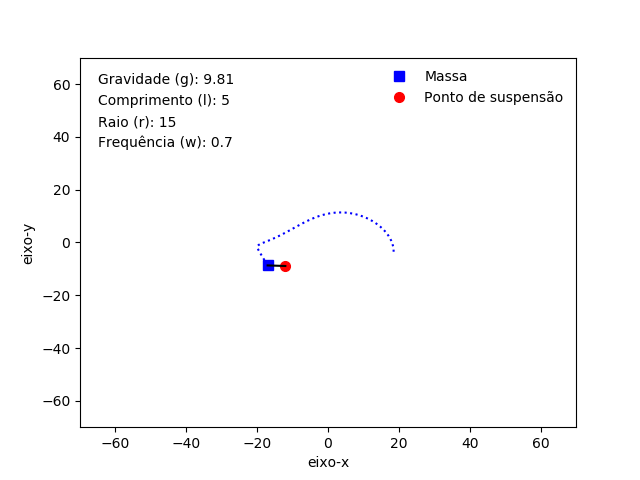 Gravidade (g): 9.81
Comprimento (l): 5
Raio (r): 15
Frequência (w): 0.7
Massa
Ponto de suspensão
60
40
20
0
−20
−40
−60
eixo-y
−60
−40
−20
0
20
40
60
eixo-x